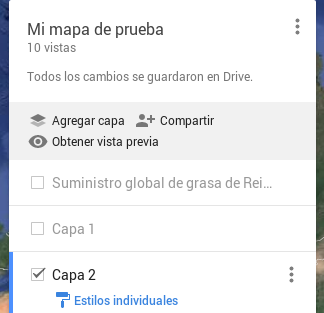 Mi mapa de prueba
10 vistas
Todos los cambios se guardaron en Drive.
Agregar capa Compartir
Obtener vista previa
Suministro global de grasa de Rei...
Capa 1
Capa 2
Estilos individuales